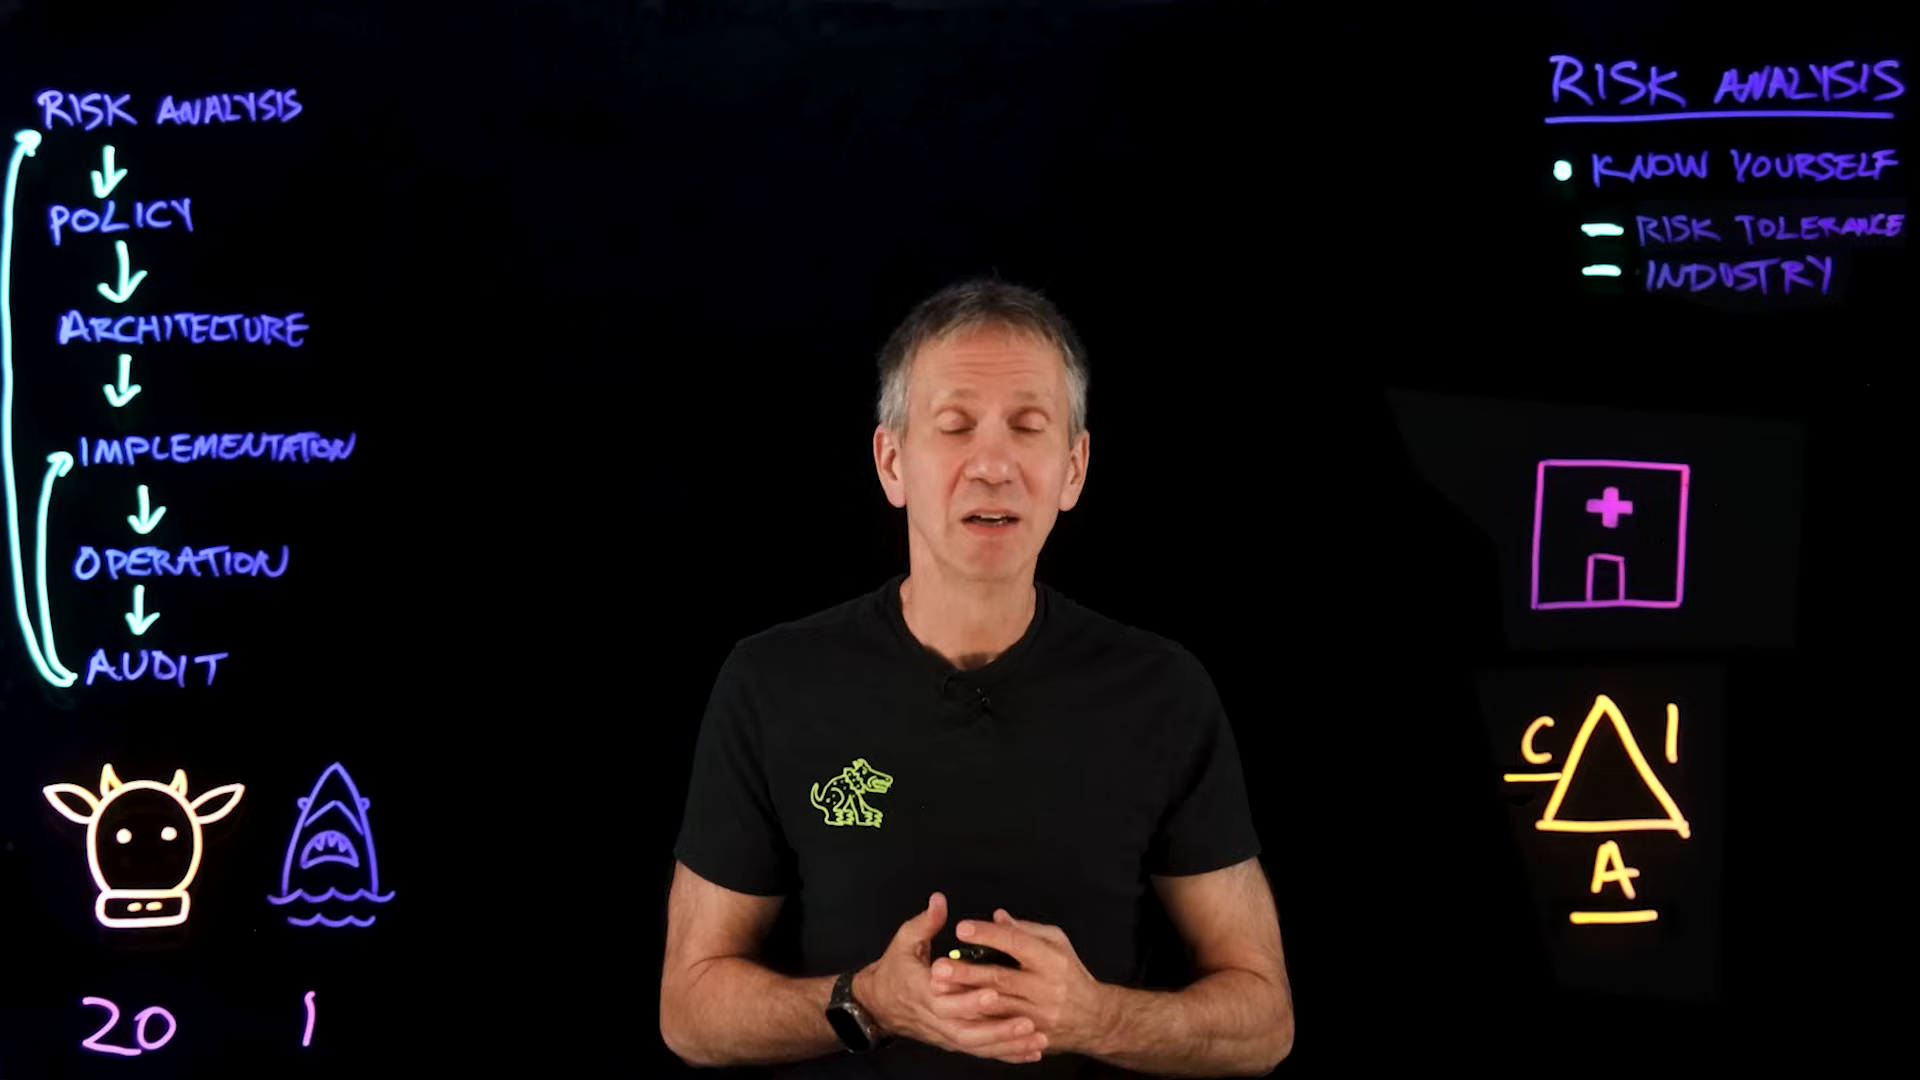 RISK ANALYSIS
POLICY
ARCHITECTURE
IMPLEMENTATION
OPERATION
AUDIT
20 1
RISK ANALYSIS
KNOW YOURSELF
RISK TOLERANCE
INDUSTRY
C I
A